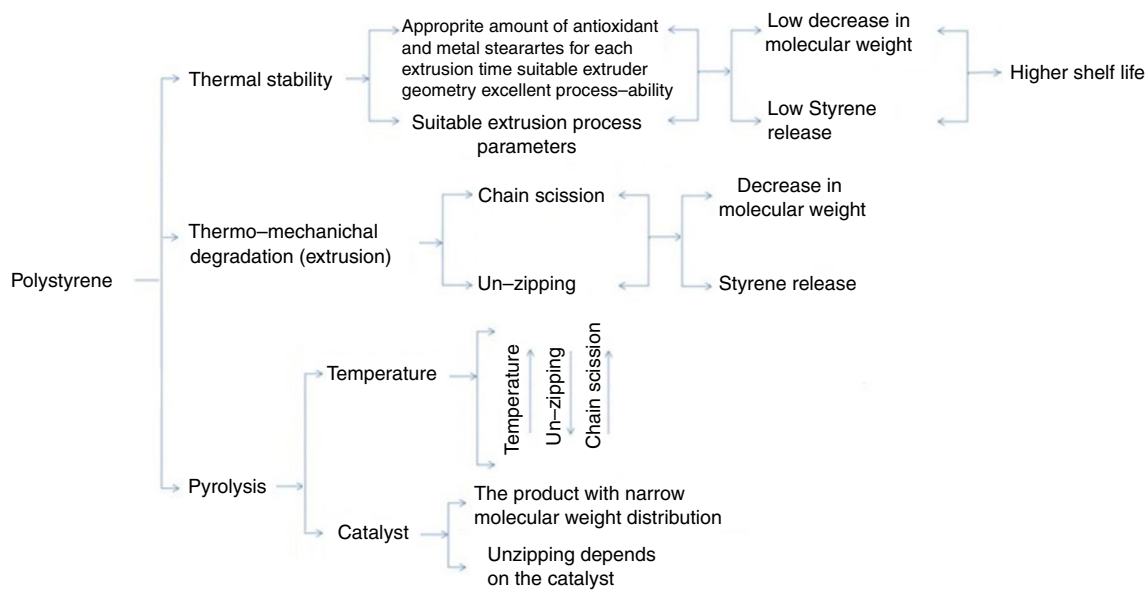 Polystyrene
Thermal stability
Approprite amount of antioxidant
and metal stearartes for each
extrusion time suitable extruder
geometry excellent process–ability
Suitable extrusion process
parameters
Low decrease in
molecular weight
Low Styrene
release
Higher shelf life
Thermo–mechanichal
degradation (extrusion)
Chain scission
Un–zipping
Decrease in
molecular weight
Styrene release
Pyrolysis
Temperature
Temperature
Un–zipping
Chain scission
Catalyst
The product with narrow
molecular weight distribution
Unzipping depends
on the catalyst